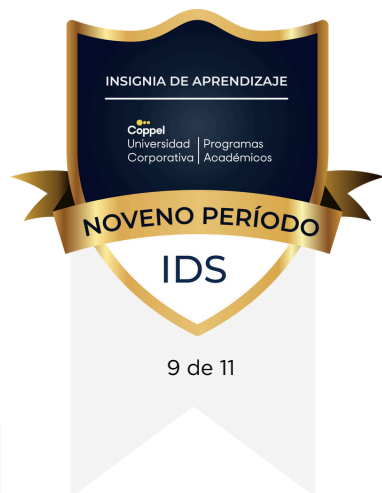 INSIGNIA DE APRENDIZAJE
Coppel
Universidad | Programas
Corporativa | Académicos
NOVENO PERÍODO
IDS
9 de 11